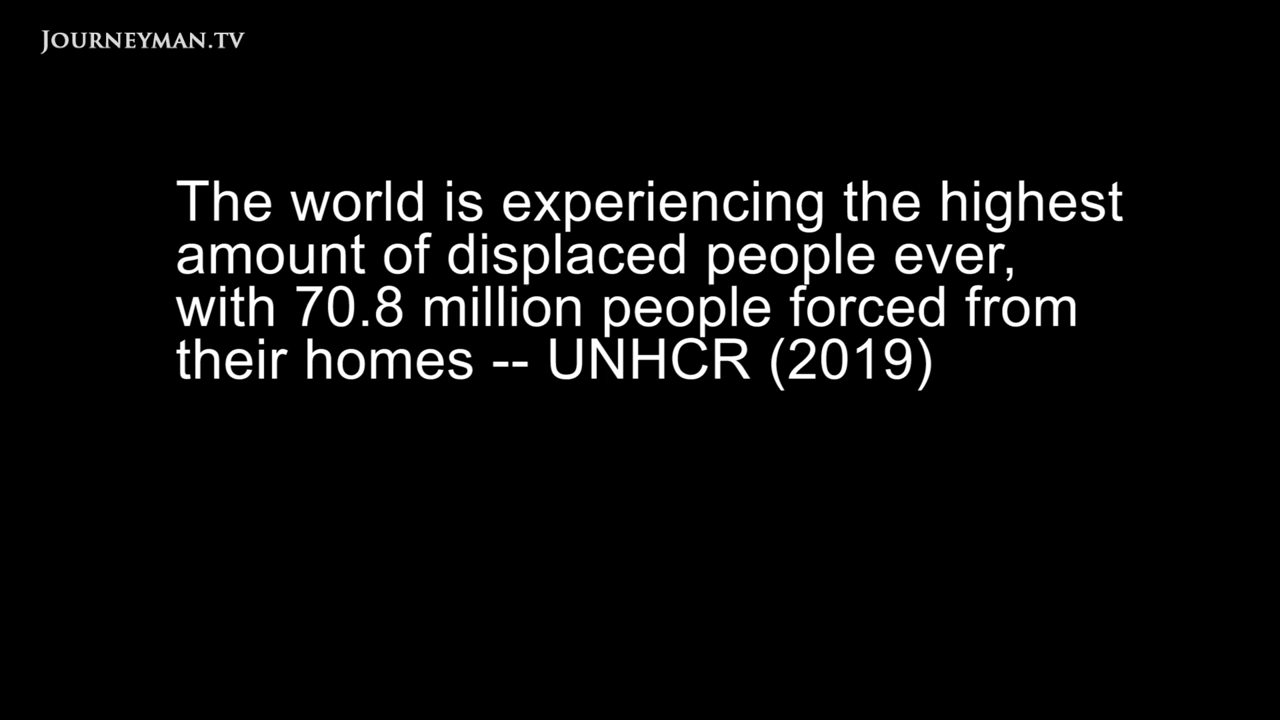 JOURNEYMAN.TV
The world is experiencing the highest
amount of displaced people ever,
with 70.8 million people forced from
their homes -- UNHCR (2019)